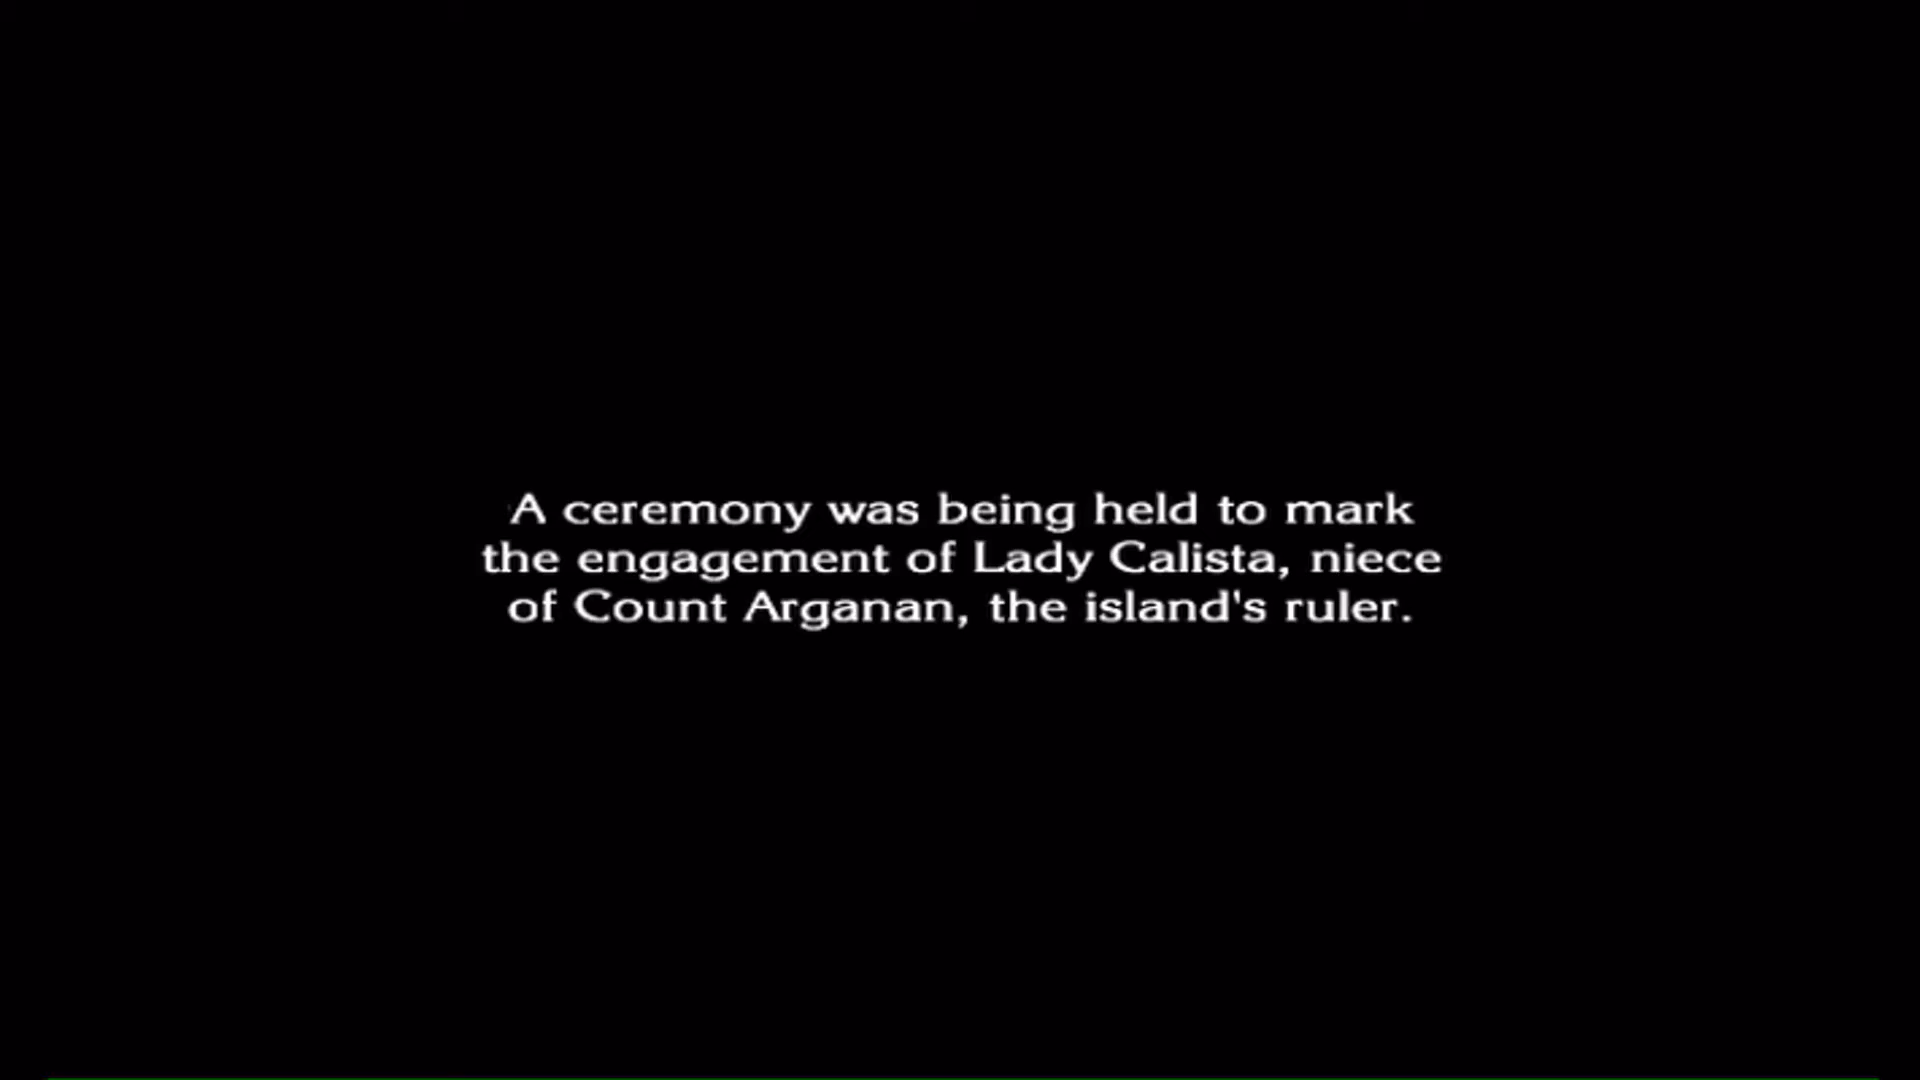 A ceremony was being held to mark
the engagement of Lady Calista, niece
of Count Arganan, the island's ruler.